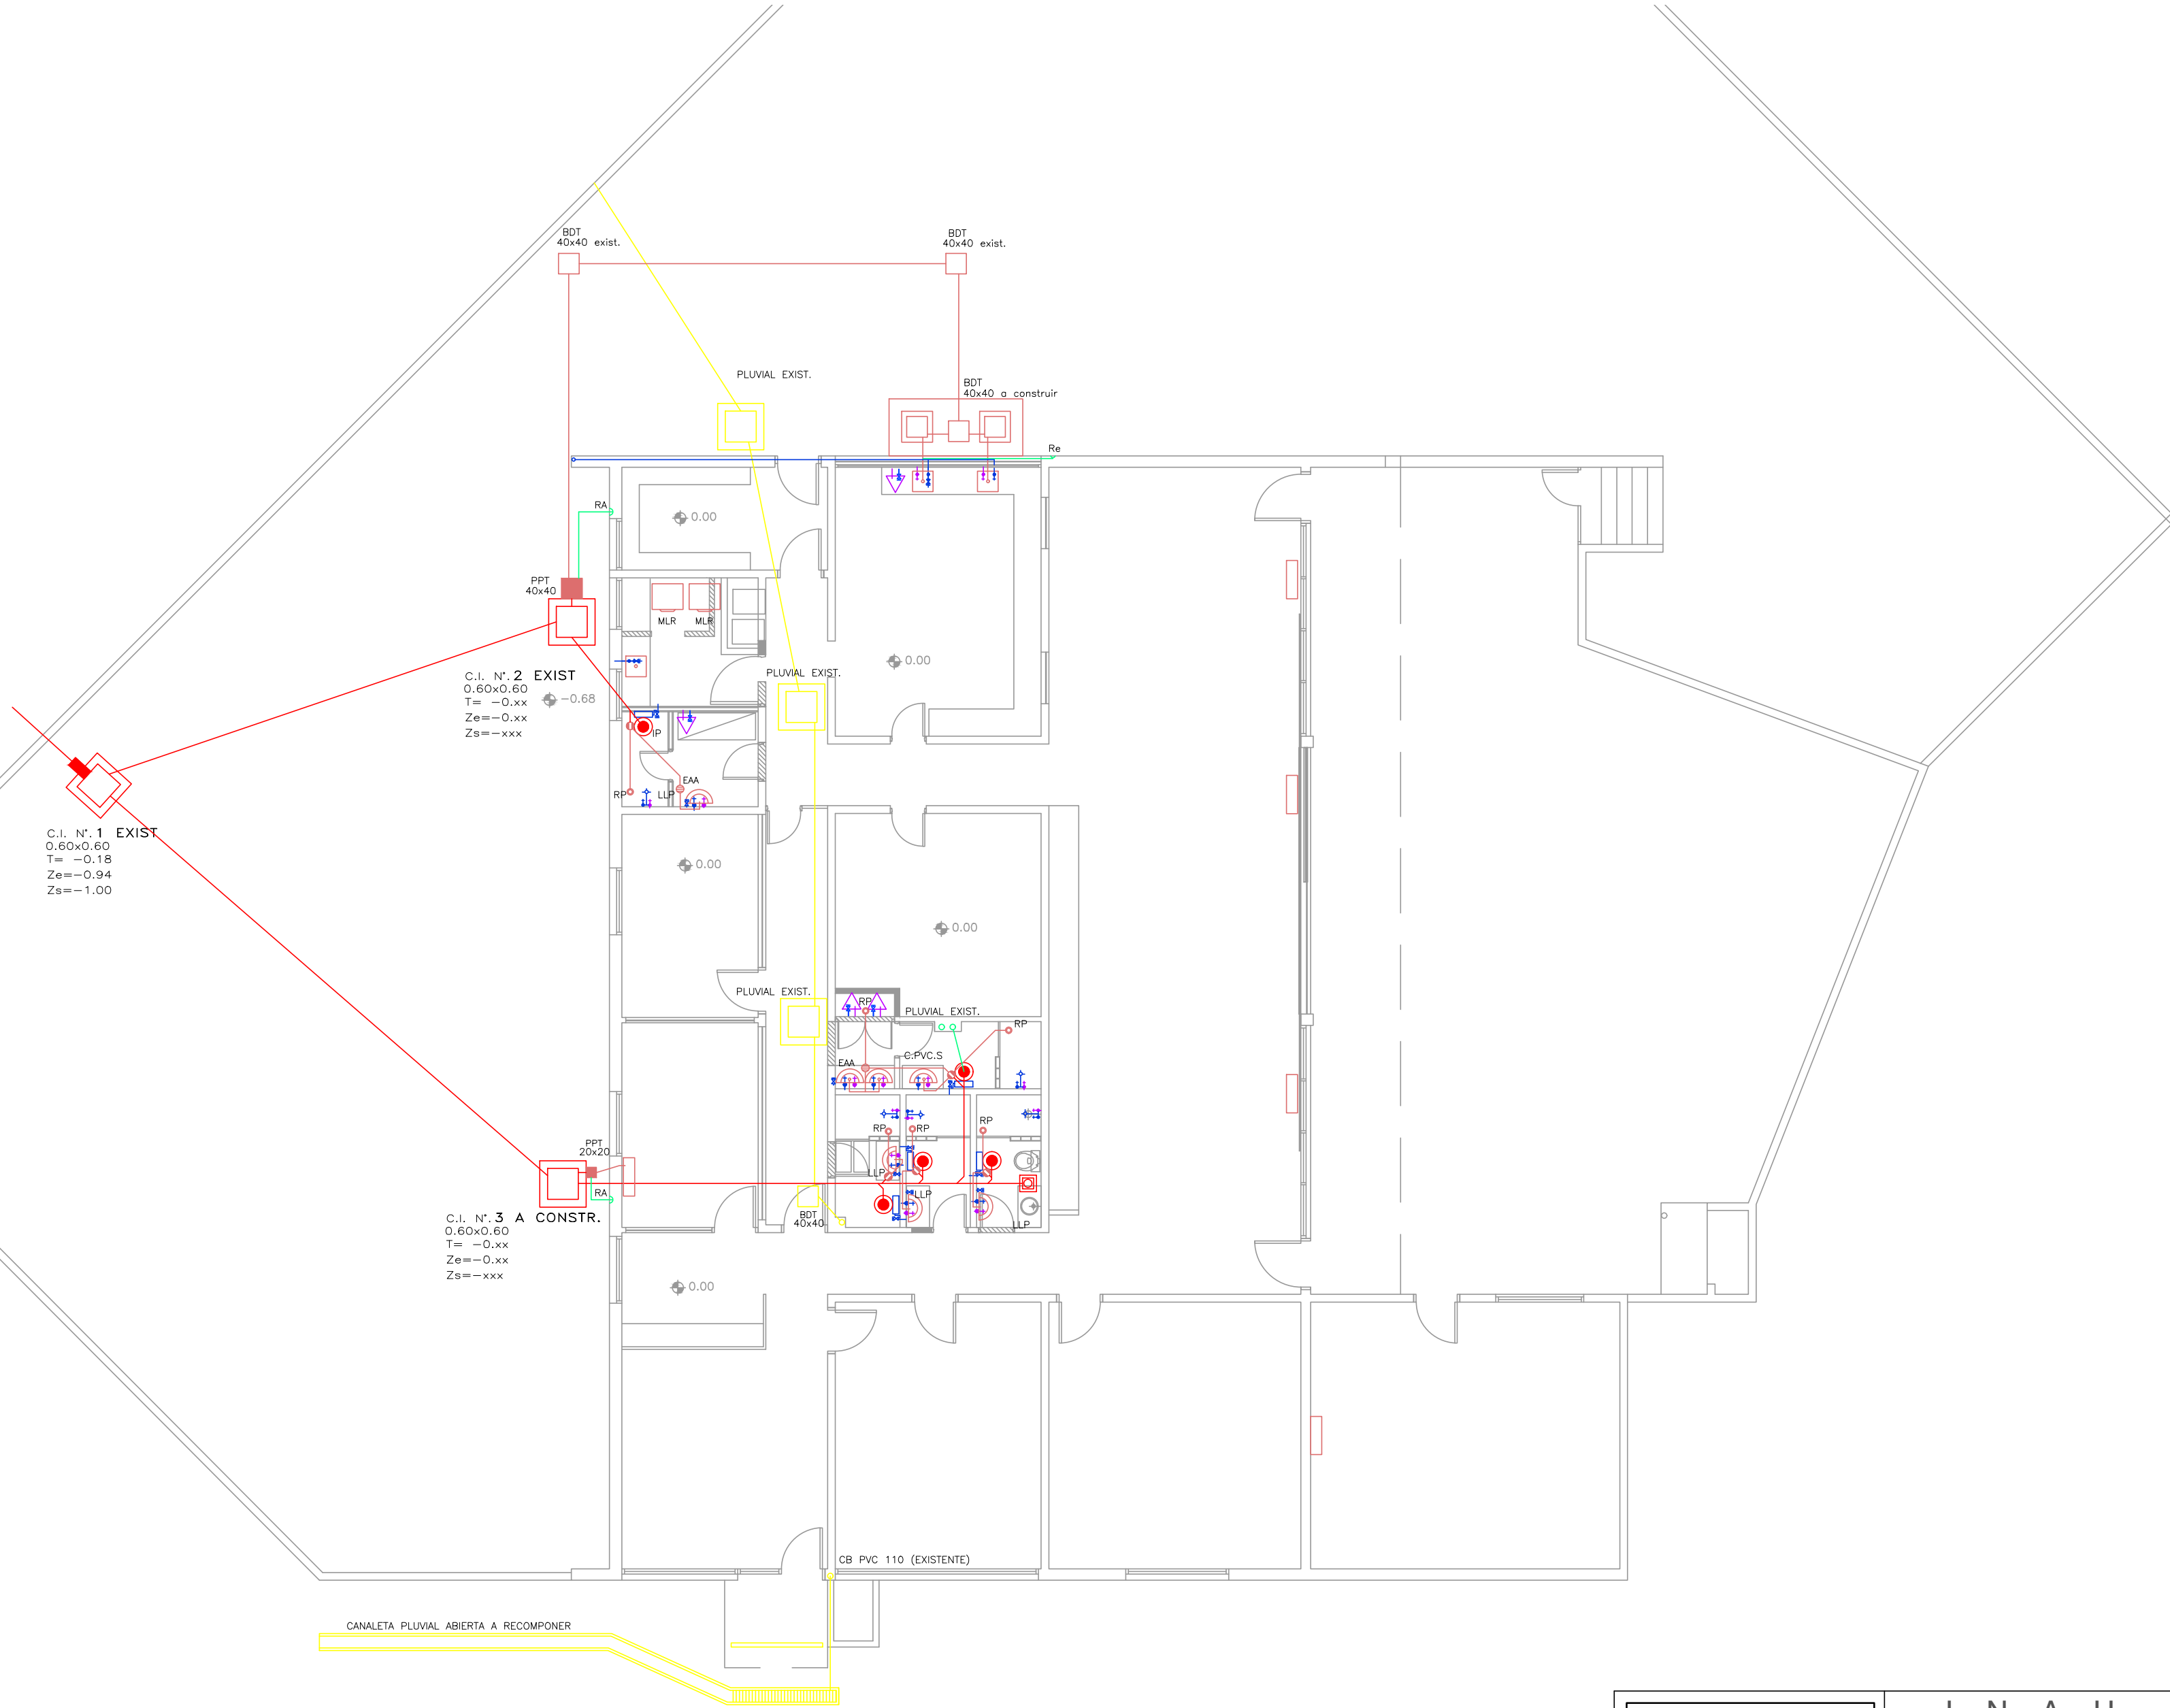 BDT
40x40 exist.
BDT
40x40 exist.
PLUVIAL EXIST.
BDT
40x40 a construir
Re
RA
0.00
PPT
40x40
MLR
MLR
0.00
C.I. N°. 2 EXIST
0.60x0.60
T= -0.xx
Ze=-0.xx
Zs=-xxx
-0.68
PLUVIAL EXIST.
IP
EAA
RP
LLP
C.I. N°. 1 EXIST
0.60x0.60
T= -0.18
Ze=-0.94
Zs=-1.00
0.00
0.00
PLUVIAL EXIST.
RP
PLUVIAL EXIST.
RP
EAA
C.PVC.S
RP
RP
RP
PPT
20x20
LLP
RA
LLP
BDT
40x40
LLP
C.I. N°. 3 A CONSTR.
0.60x0.60
T= -0.xx
Ze=-0.xx
Zs=-xxx
0.00
CB PVC 110 (EXISTENTE)
CANALETA PLUVIAL ABIERTA A RECOMPONER
I N A U